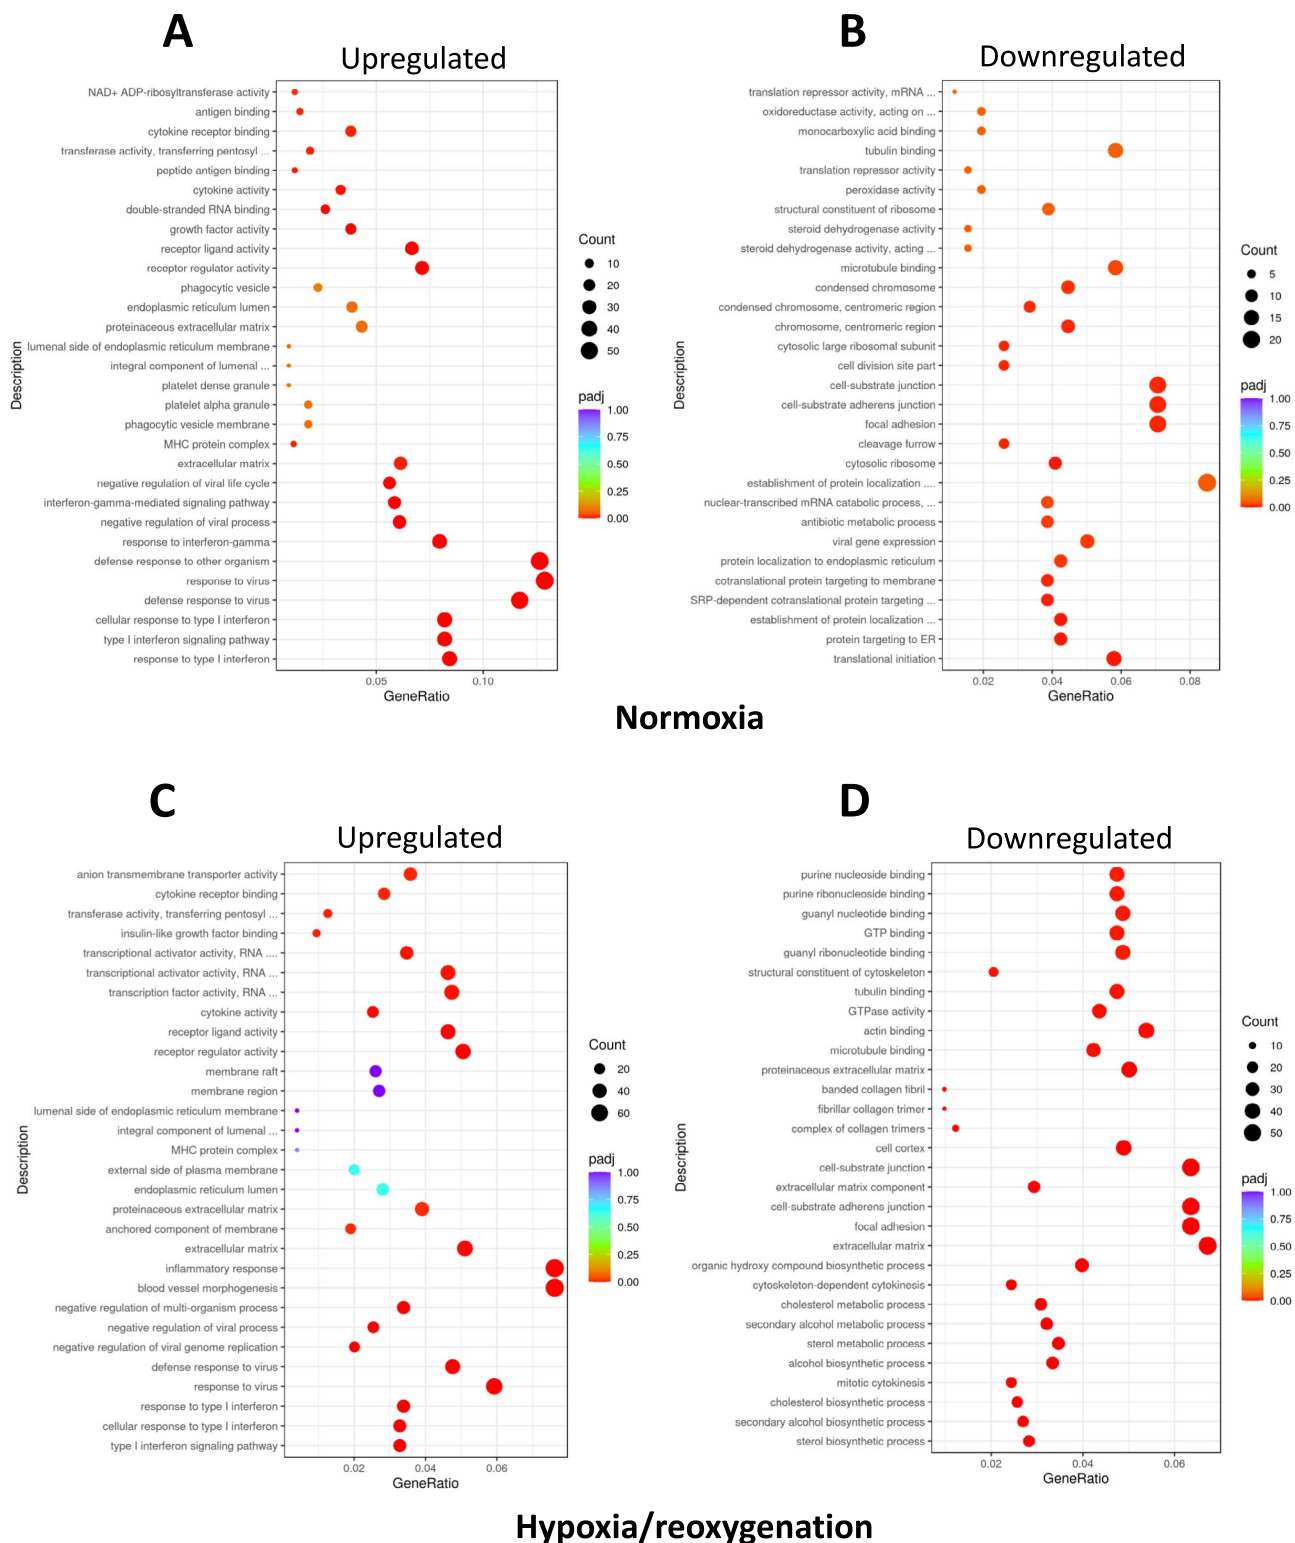 A
Upregulated
NAD+ ADP-ribosyltransferase activity
antigen binding
cytokine receptor binding
transferase activity, transferring pentosyl ...
peptide antigen binding
cytokine activity
double-stranded RNA binding
growth factor activity
receptor ligand activity
receptor regulator activity
phagocytic vesicle
endoplasmic reticulum lumen
proteinaceous extracellular matrix
lumenal side of endoplasmic reticulum membrane
integral component of lumenal ...
platelet dense granule
platelet alpha granule
phagocytic vesicle membrane
MHC protein complex
extracellular matrix
negative regulation of viral life cycle
interferon-gamma-mediated signaling pathway
negative regulation of viral process
response to interferon-gamma
defense response to other organism
response to virus
defense response to virus
cellular response to type I interferon
type I interferon signaling pathway
response to type I interferon
Description
0.05 0.10
GeneRatio
Count
10
20
30
40
50
padj
1.00
0.75
0.50
0.25
0.00
B
Downregulated
translation repressor activity, mRNA ...
oxidoreductase activity, acting on ...
monocarboxylic acid binding
tubulin binding
translation repressor activity
peroxidase activity
structural constituent of ribosome
steroid dehydrogenase activity
steroid dehydrogenase activity, acting ...
microtubule binding
condensed chromosome
condensed chromosome, centromeric region
chromosome, centromeric region
cytosolic large ribosomal subunit
cell division site part
cell-substrate junction
cell-substrate adherens junction
focal adhesion
cleavage furrow
cytosolic ribosome
establishment of protein localization ....
nuclear-transcribed mRNA catabolic process, ...
antibiotic metabolic process
viral gene expression
protein localization to endoplasmic reticulum
cotranslational protein targeting to membrane
SRP-dependent cotranslational protein targeting ...
establishment of protein localization ...
protein targeting to ER
translational initiation
Description
0.02 0.04 0.06 0.08
GeneRatio
Count
5
10
15
20
padj
1.00
0.75
0.50
0.25
0.00
Normoxia
C
Upregulated
anion transmembrane transporter activity
cytokine receptor binding
transferase activity, transferring pentosyl ...
insulin-like growth factor binding
transcriptional activator activity, RNA ....
transcriptional activator activity, RNA ...
transcription factor activity, RNA ...
cytokine activity
receptor ligand activity
receptor regulator activity
membrane raft
membrane region
lumenal side of endoplasmic reticulum membrane
integral component of lumenal ...
MHC protein complex
external side of plasma membrane
endoplasmic reticulum lumen
proteinaceous extracellular matrix
anchored component of membrane
extracellular matrix
inflammatory response
blood vessel morphogenesis
negative regulation of multi-organism process
negative regulation of viral process
negative regulation of viral genome replication
defense response to virus
response to virus
response to type I interferon
cellular response to type I interferon
type I interferon signaling pathway
Description
0.02 0.04 0.06
GeneRatio
Count
20
40
60
padj
1.00
0.75
0.50
0.25
0.00
D
Downregulated
purine nucleoside binding
purine ribonucleoside binding
guanyl nucleotide binding
GTP binding
guanyl ribonucleotide binding
structural constituent of cytoskeleton
tubulin binding
GTPase activity
actin binding
microtubule binding
proteinaceous extracellular matrix
banded collagen fibril
fibrillar collagen trimer
complex of collagen trimers
cell cortex
cell-substrate junction
extracellular matrix component
cell-substrate adherens junction
focal adhesion
extracellular matrix
organic hydroxy compound biosynthetic process
cytoskeleton-dependent cytokinesis
cholesterol metabolic process
secondary alcohol metabolic process
sterol metabolic process
alcohol biosynthetic process
mitotic cytokinesis
cholesterol biosynthetic process
secondary alcohol biosynthetic process
sterol biosynthetic process
Description
0.02 0.04 0.06
GeneRatio
Count
10
20
30
40
50
padj
1.00
0.75
0.50
0.25
0.00
Hypoxia/reoxygenation